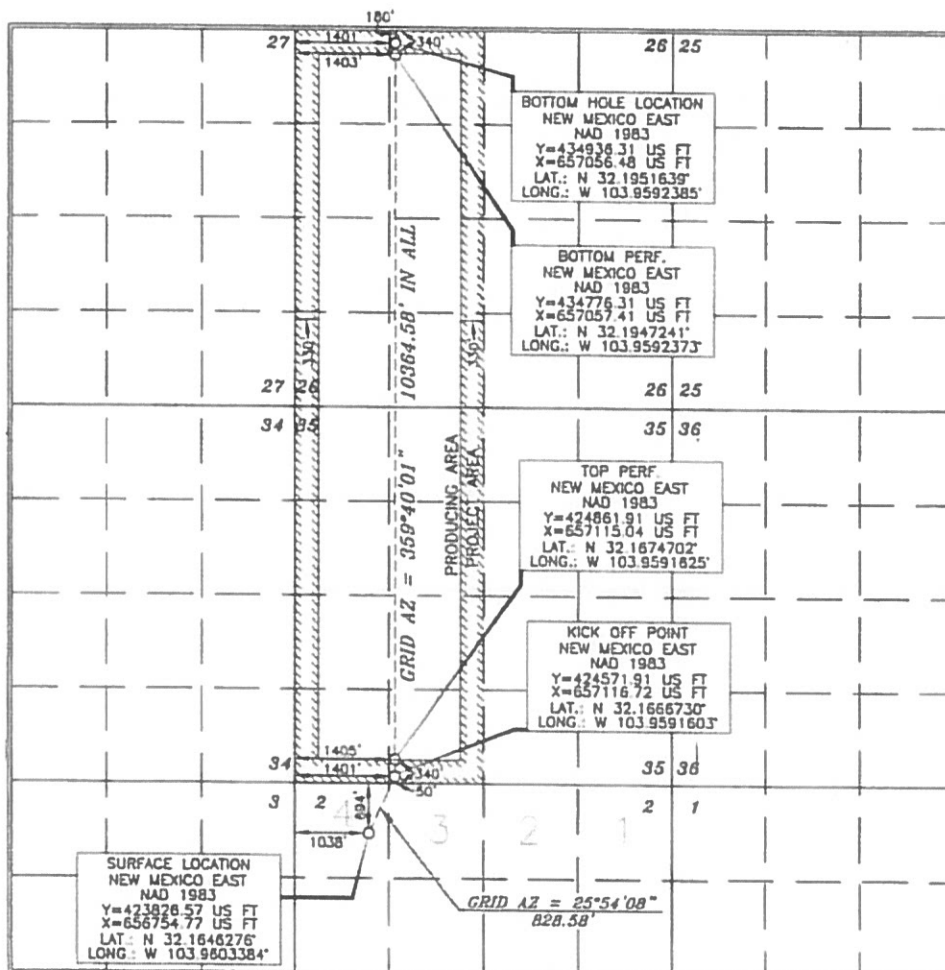 180'
27
1401'
340'
26 25
1403'
BOTTOM HOLE LOCATION
NEW MEXICO EAST
NAD 1983
Y=434936.31 US FT
X=657056.48 US FT
LAT.: N 32.1951639°
LONG.: W 103.9592385°
BOTTOM PERF.
NEW MEXICO EAST
NAD 1983
Y=434776.31 US FT
X=657057.41 US FT
LAT.: N 32.1947241°
LONG.: W 103.9592373°
GRID AZ = 359°40'01" 10364.58' IN ALL
330'
330'
27 26
26 25
34 35
35 36
PRODUCING AREA
PROJECT AREA
TOP PERF.
NEW MEXICO EAST
NAD 1983
Y=424861.91 US FT
X=657115.04 US FT
LAT.: N 32.1674702°
LONG.: W 103.9591625°
KICK OFF POINT
NEW MEXICO EAST
NAD 1983
Y=424571.91 US FT
X=657116.72 US FT
LAT.: N 32.1666730°
LONG.: W 103.9591603°
34
1405'
340'
35 36
1401'
50'
3 2
2 1
694'
4 3 2 1
1038'
SURFACE LOCATION
NEW MEXICO EAST
NAD 1983
Y=423826.57 US FT
X=656754.77 US FT
LAT.: N 32.1646276°
LONG.: W 103.9603384°
GRID AZ = 25°54'08"
828.58'